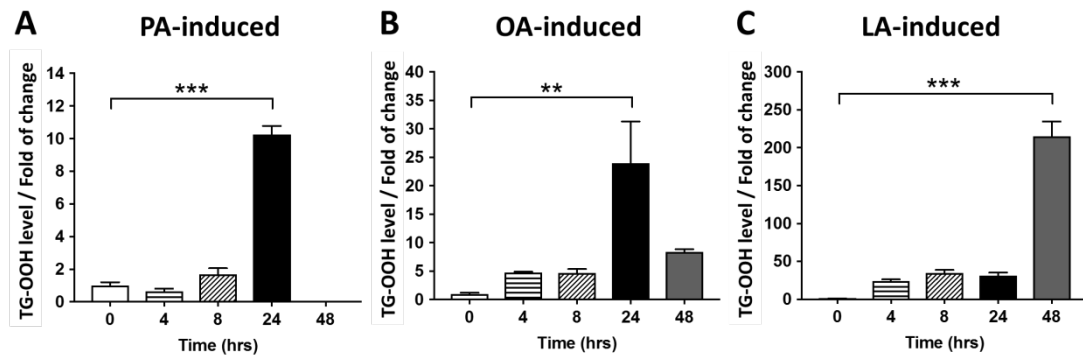 A
PA-induced
TG-OOH level / Fold of change
14
12
10
8
6
4
2
0
***
0 4 8 24 48
Time (hrs)
B
OA-induced
TG-OOH level / Fold of change
40
35
30
25
20
15
10
5
0
**
0 4 8 24 48
Time (hrs)
C
LA-induced
TG-OOH level / Fold of change
300
250
200
150
100
50
0
***
0 4 8 24 48
Time (hrs)